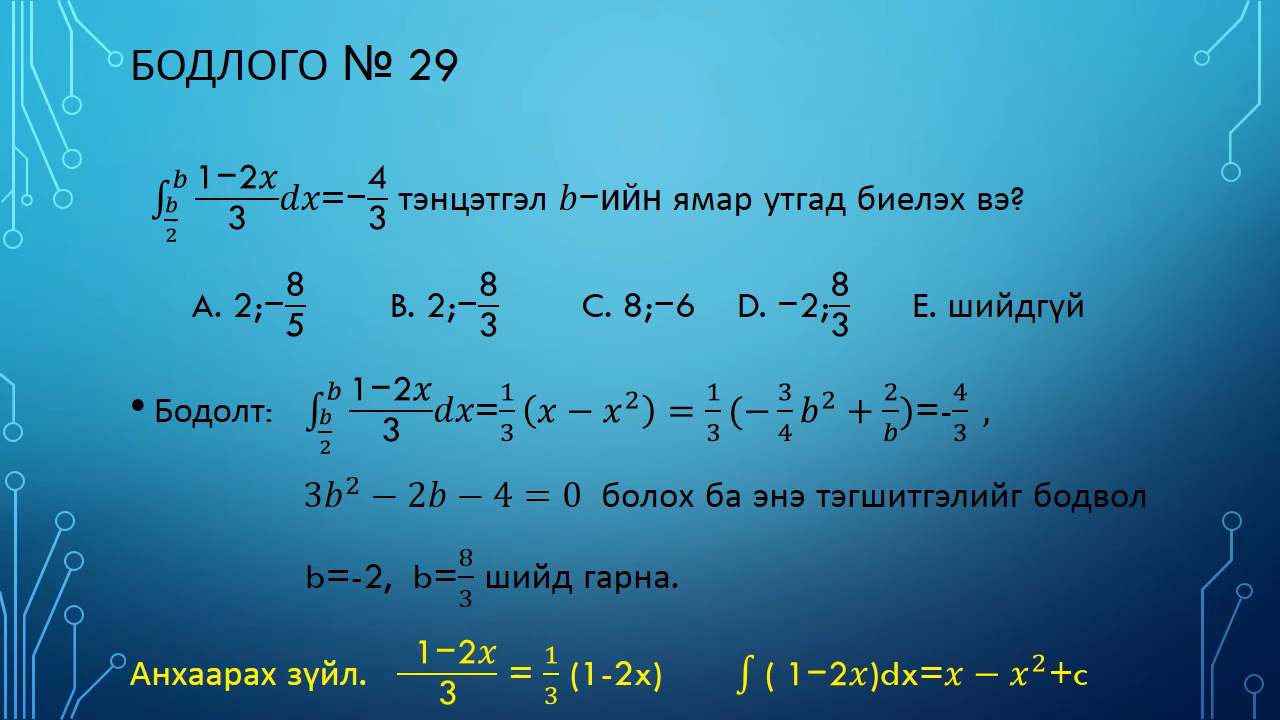 БОДЛОГО № 29
∫_{b/2}^{b} (1−2x)/3 dx=−4/3 тэнцэтгэл b−ийн ямар утгад биелэх вэ?
A. 2;−8/5 B. 2;−8/3 C. 8;−6 D. −2;8/3 E. шийдгүй
• Бодолт: ∫_{b/2}^{b} (1−2x)/3 dx=1/3 (x − x²) = 1/3 (− 3/4 b² + 2/b)=-4/3 ,
3b² − 2b − 4 = 0 болох ба энэ тэгшитгэлийг бодвол
b=-2, b=8/3 шийд гарна.
Анхаарах зүйл. (1−2x)/3 = 1/3 (1-2x) ∫ ( 1−2x)dx=x − x²+c